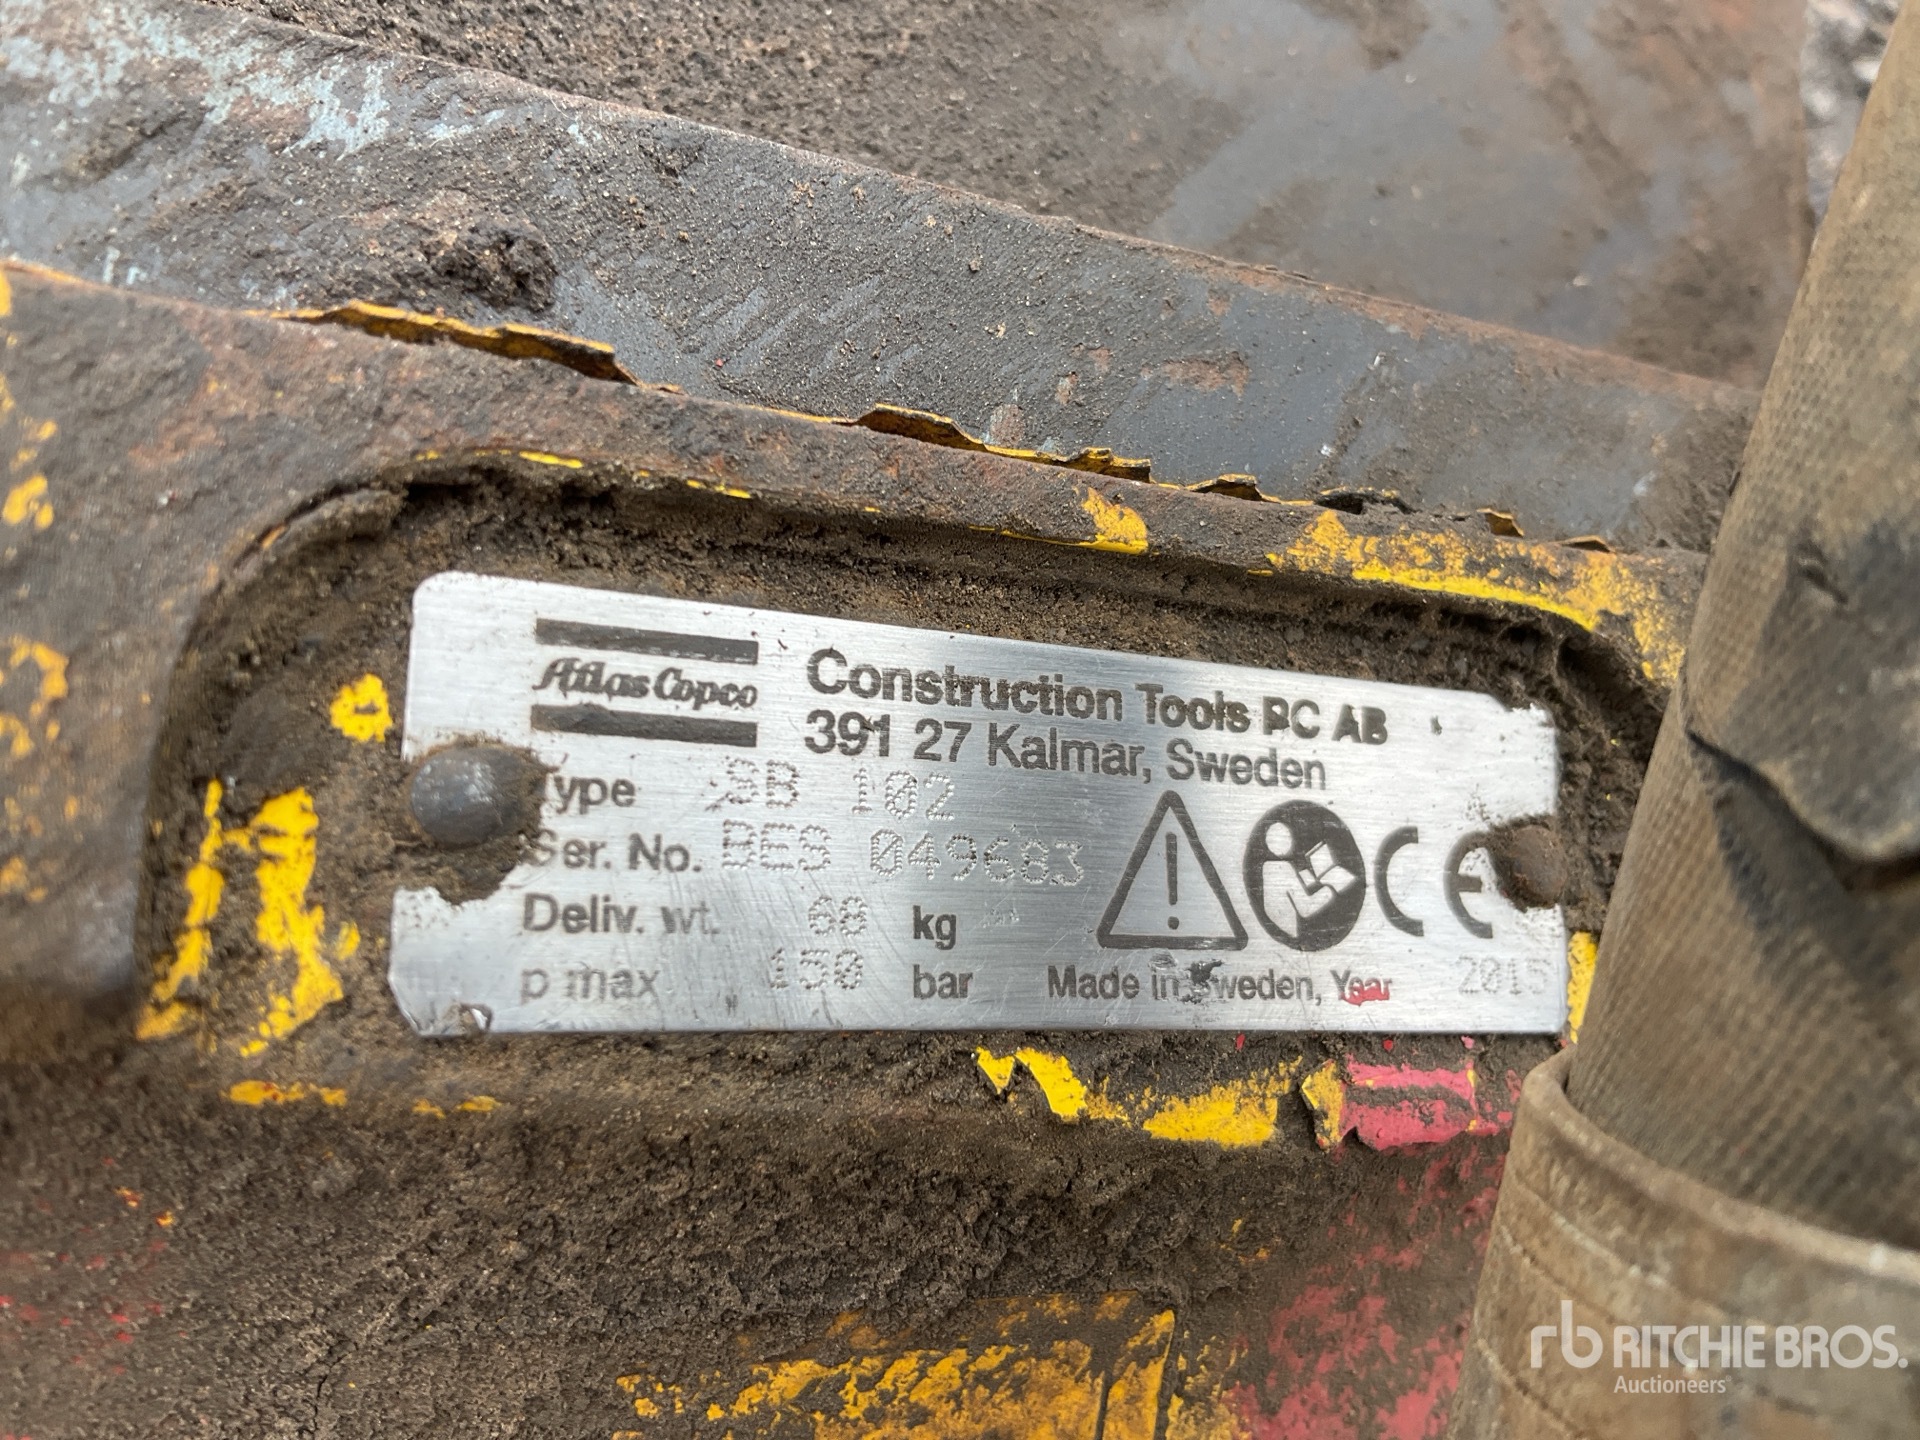 Atlas Copco
Construction Tools PC AB
391 27 Kalmar, Sweden
Type SB 102
Ser. No. BES 049683
Deliv. wt. 68 kg
p max 150 bar
CE
Made in Sweden, Year 2015
rb RITCHIE BROS.
Auctioneers